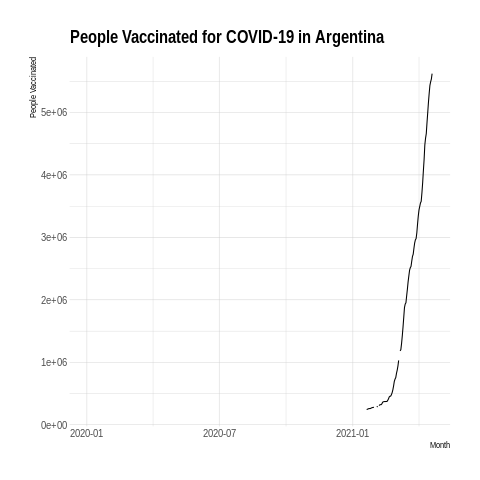 People Vaccinated for COVID-19 in Argentina
People Vaccinated
5e+06
4e+06
3e+06
2e+06
1e+06
0e+00
2020-01
2020-07
2021-01
Month